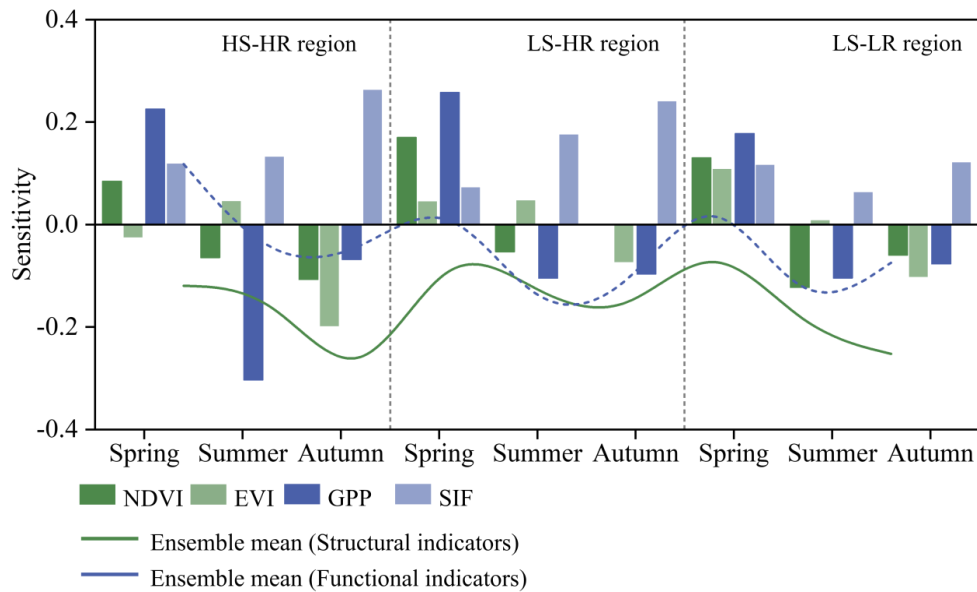 0.4
HS-HR region LS-HR region LS-LR region
0.2
0.0
-0.2
-0.4
Sensitivity
Spring Summer Autumn Spring Summer Autumn Spring Summer Autumn
NDVI EVI GPP SIF
Ensemble mean (Structural indicators)
Ensemble mean (Functional indicators)